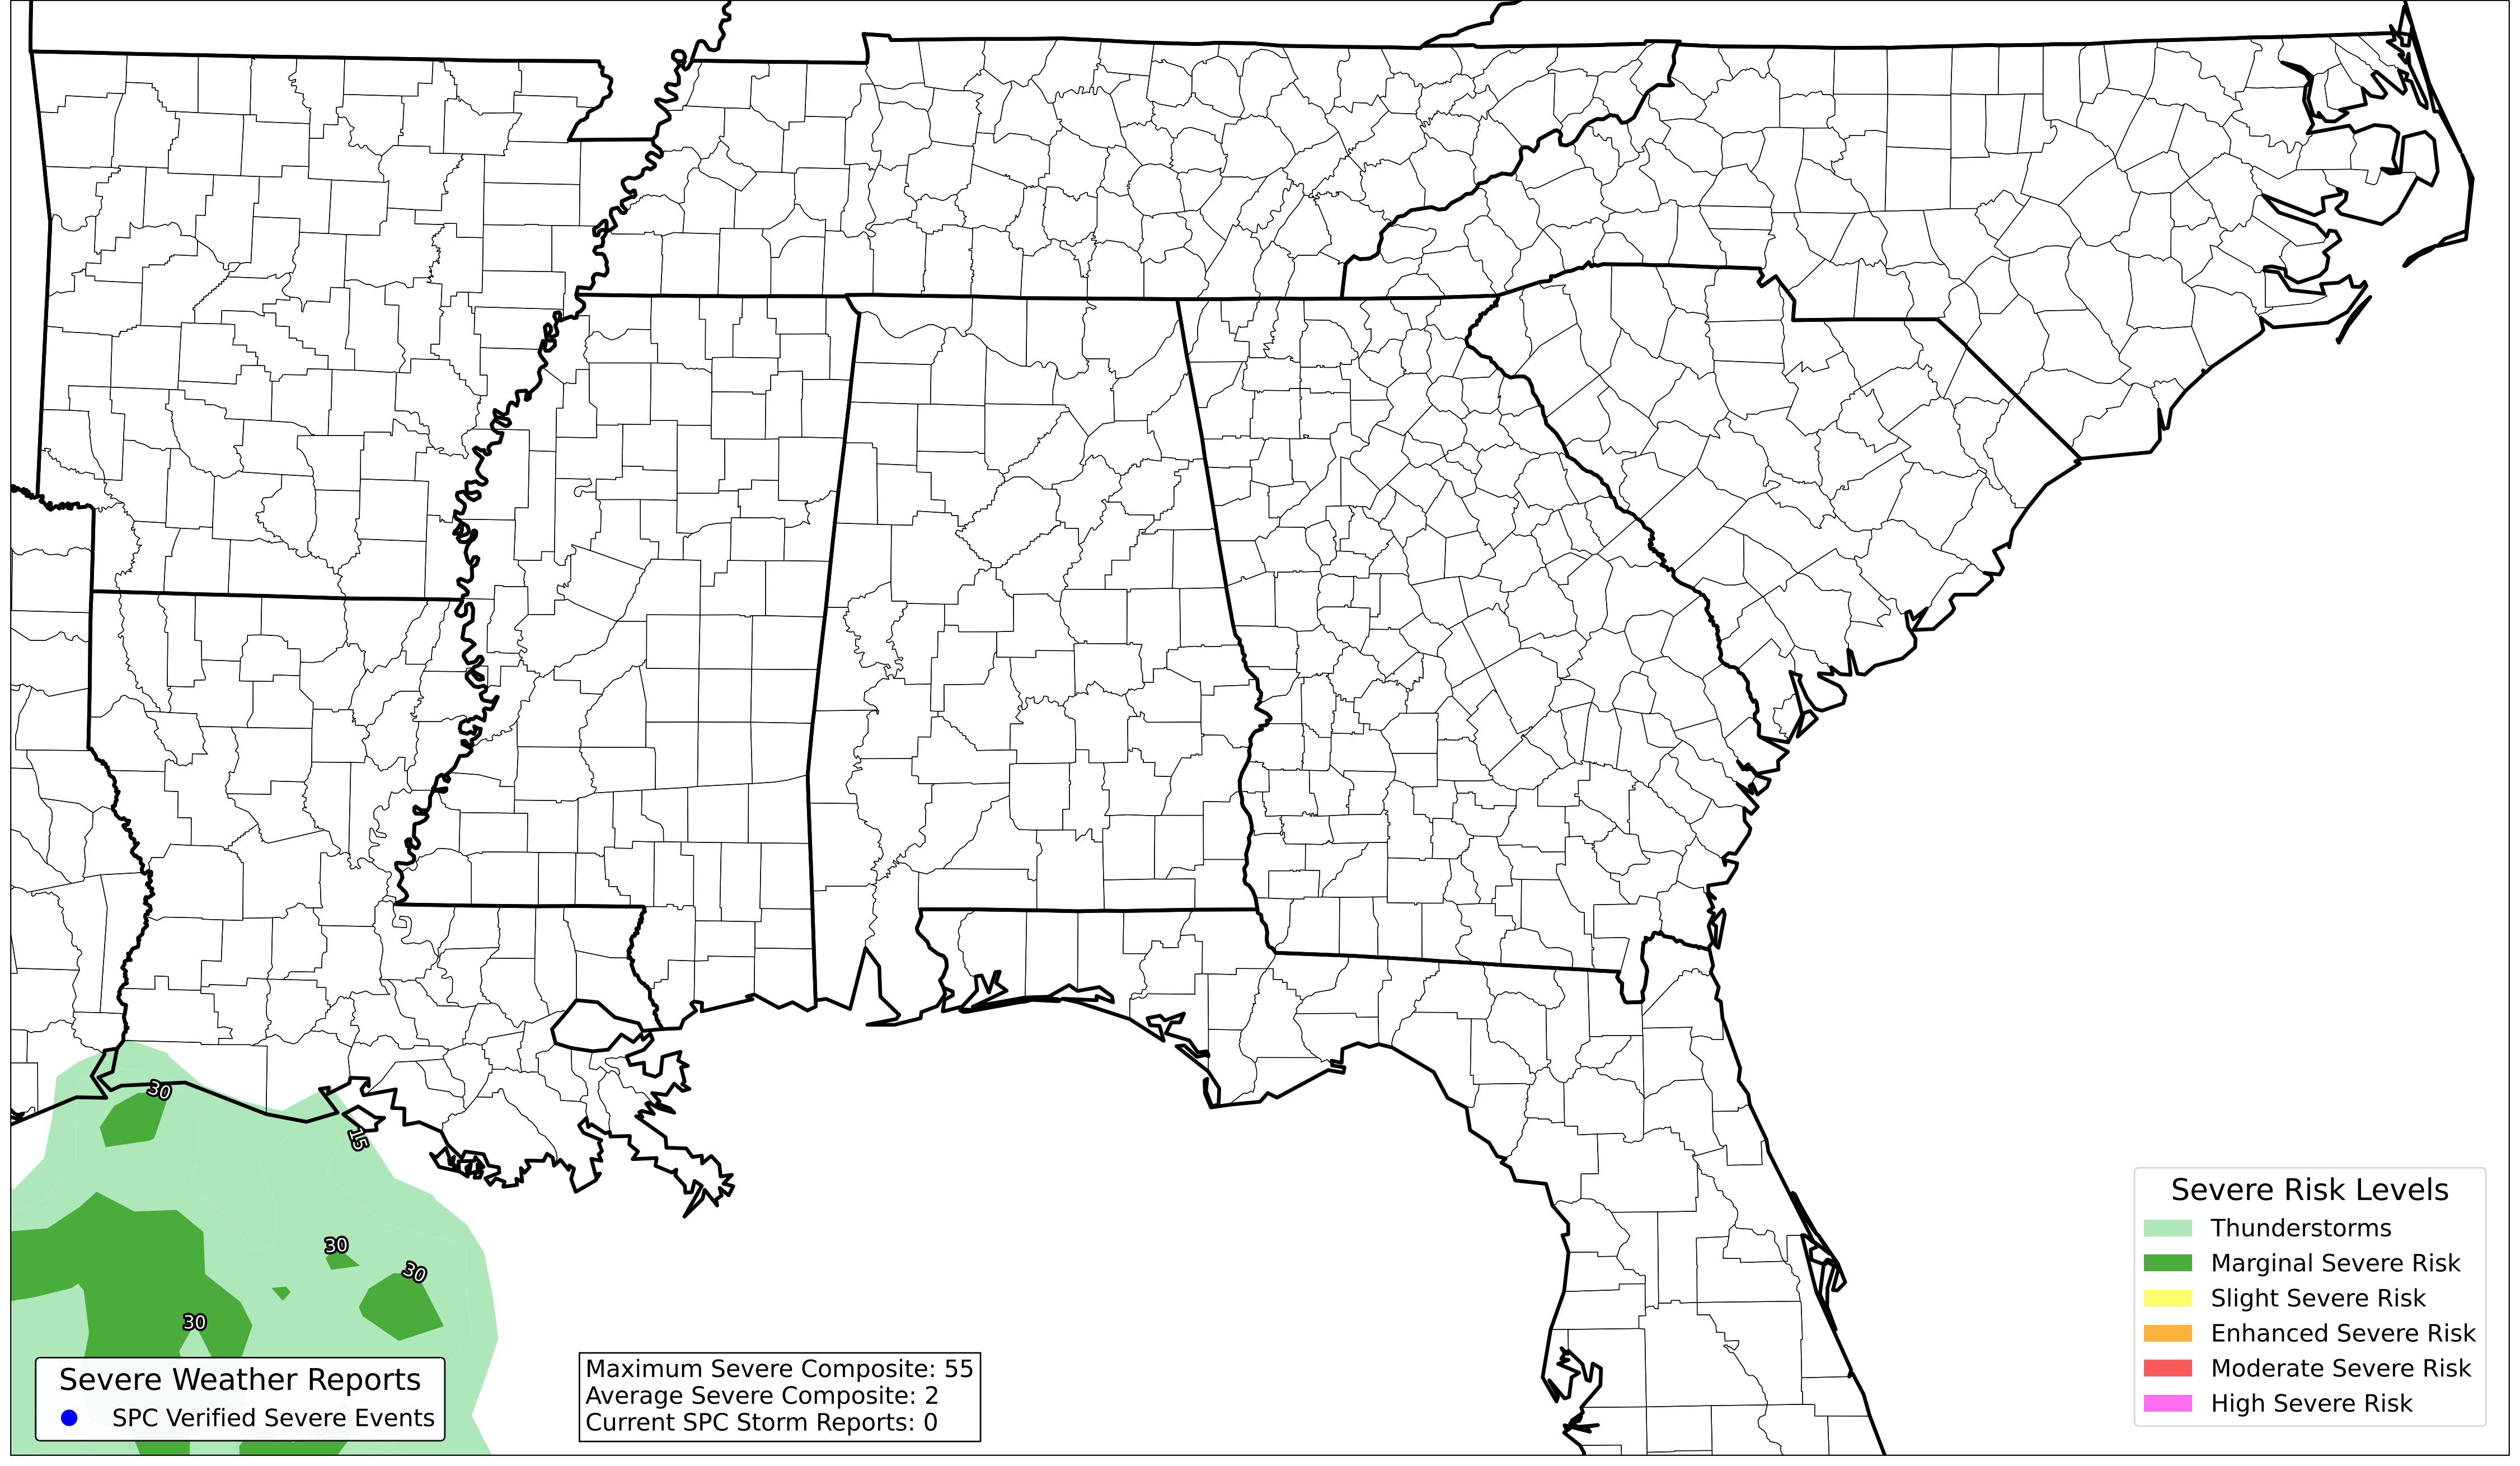 30
15
30
30
30
Severe Weather Reports
SPC Verified Severe Events
Maximum Severe Composite: 55
Average Severe Composite: 2
Current SPC Storm Reports: 0
Severe Risk Levels
Thunderstorms
Marginal Severe Risk
Slight Severe Risk
Enhanced Severe Risk
Moderate Severe Risk
High Severe Risk